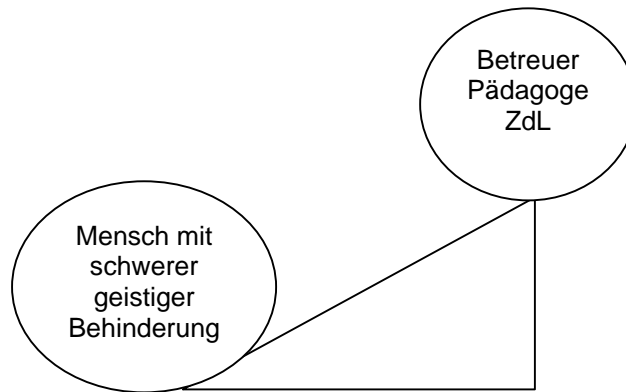 Betreuer
Pädagoge
ZdL
Mensch mit
schwerer
geistiger
Behinderung